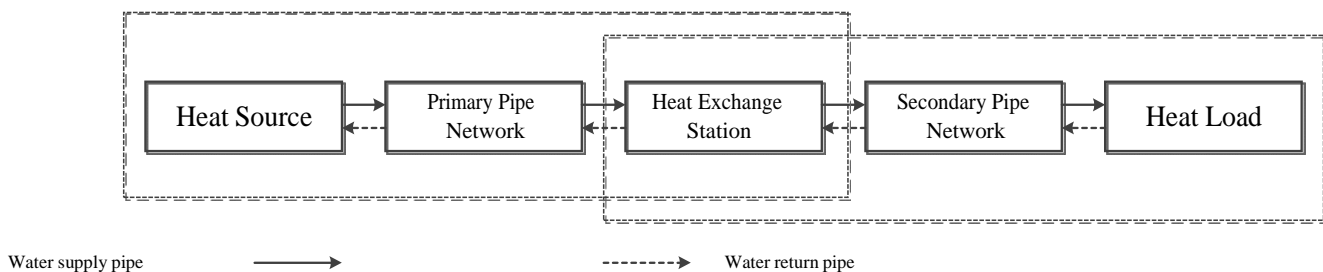 Heat Source
Primary Pipe
Network
Heat Exchange
Station
Secondary Pipe
Network
Heat Load
Water supply pipe
Water return pipe